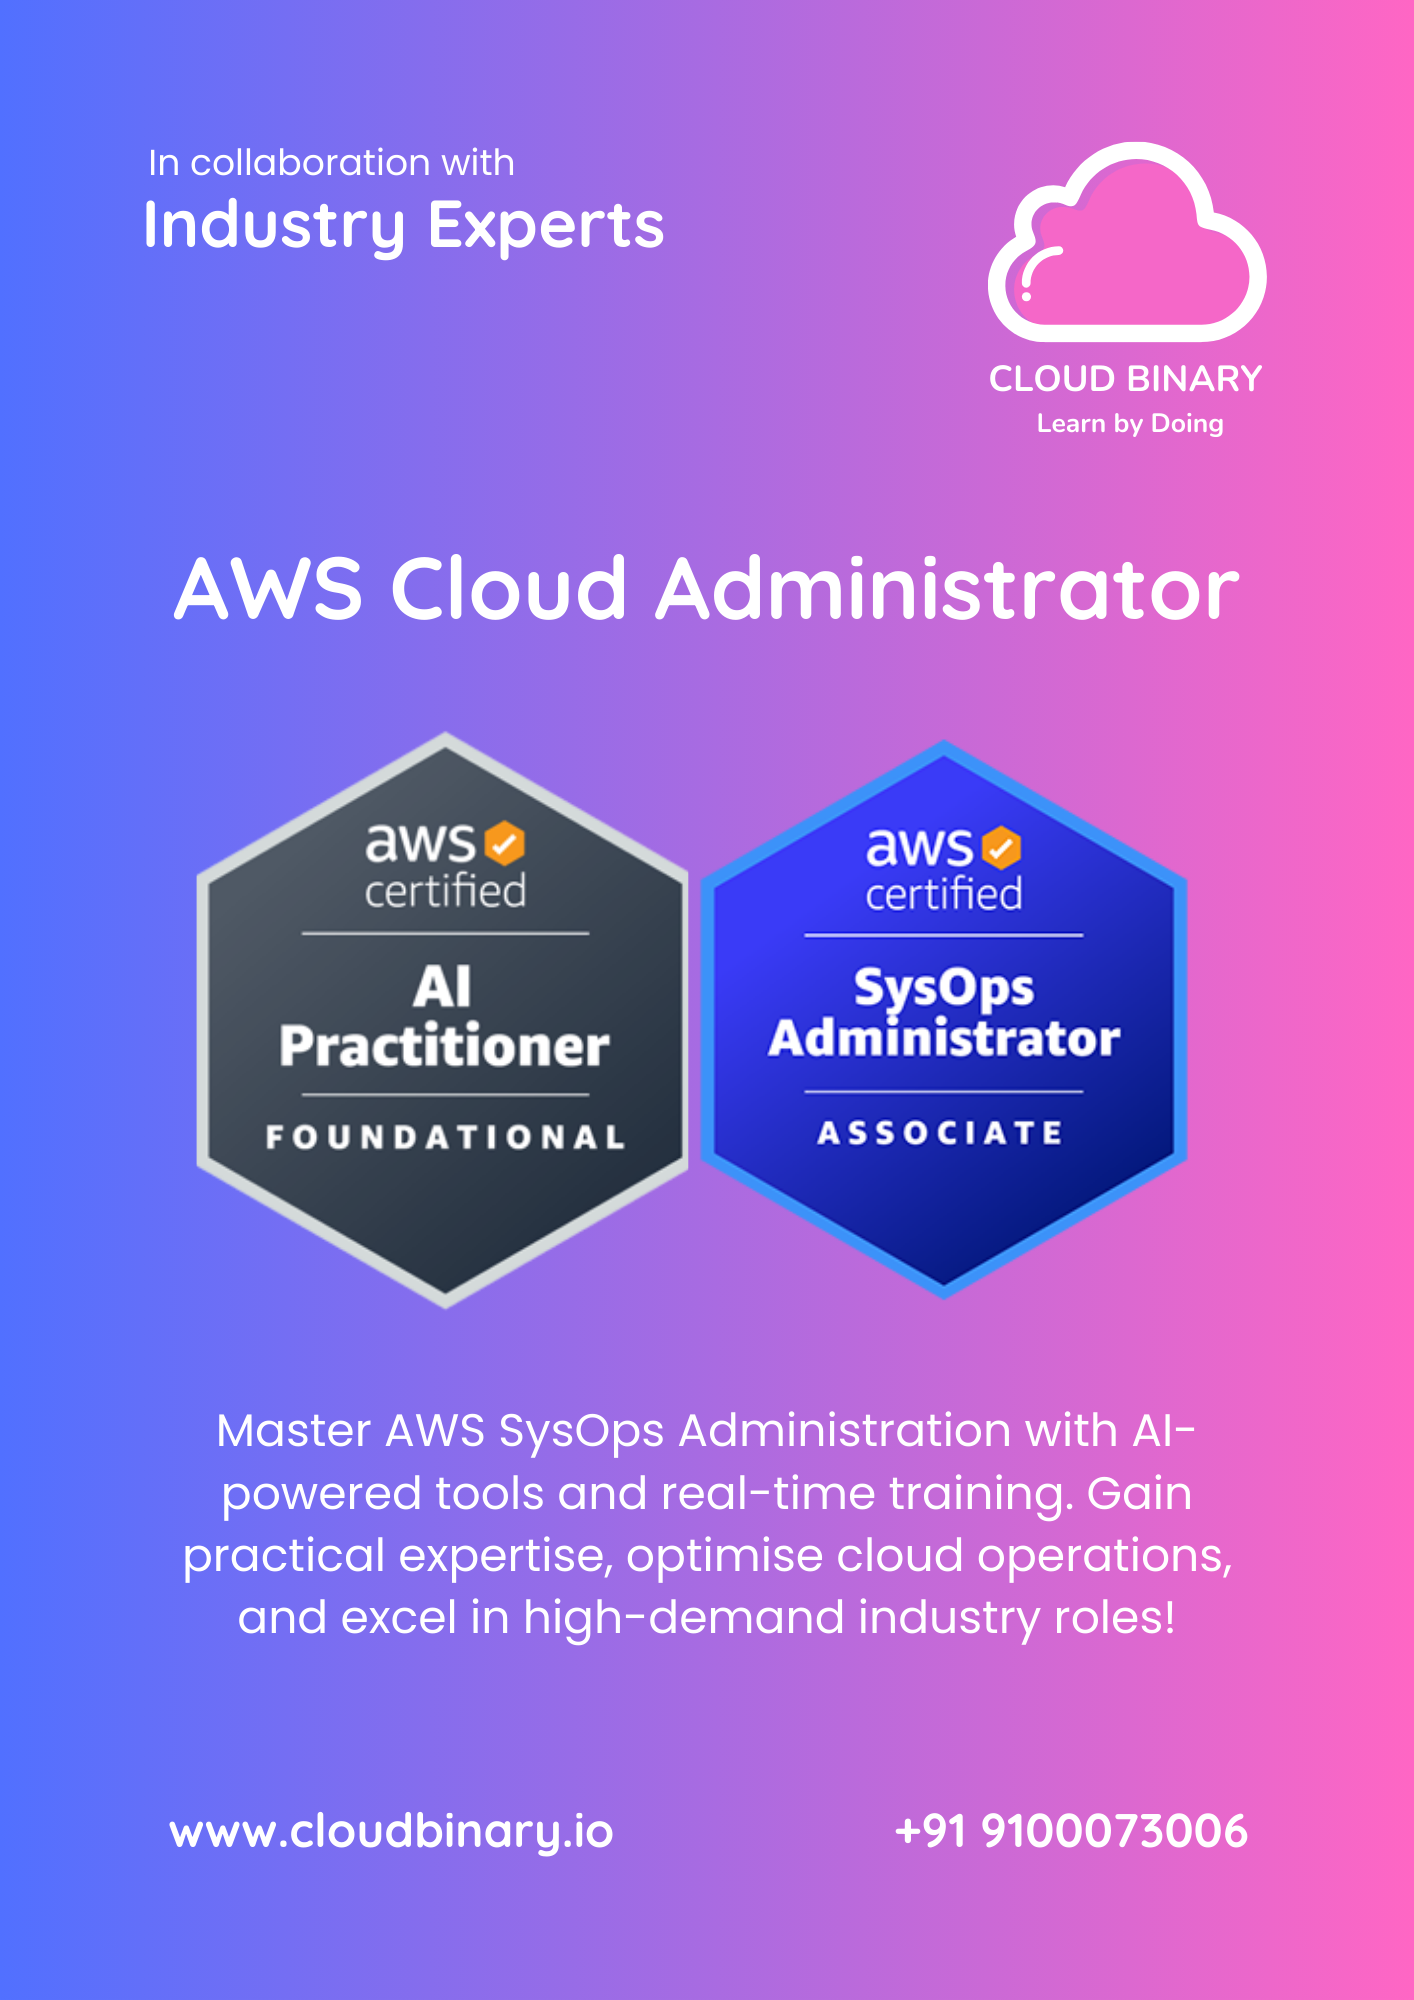 In collaboration with
Industry Experts
CLOUD BINARY
Learn by Doing
AWS Cloud Administrator
aws
certified
AI
Practitioner
FOUNDATIONAL
aws
certified
SysOps
Administrator
ASSOCIATE
Master AWS SysOps Administration with AI-
powered tools and real-time training. Gain
practical expertise, optimise cloud operations,
and excel in high-demand industry roles!
www.cloudbinary.io
+91 9100073006